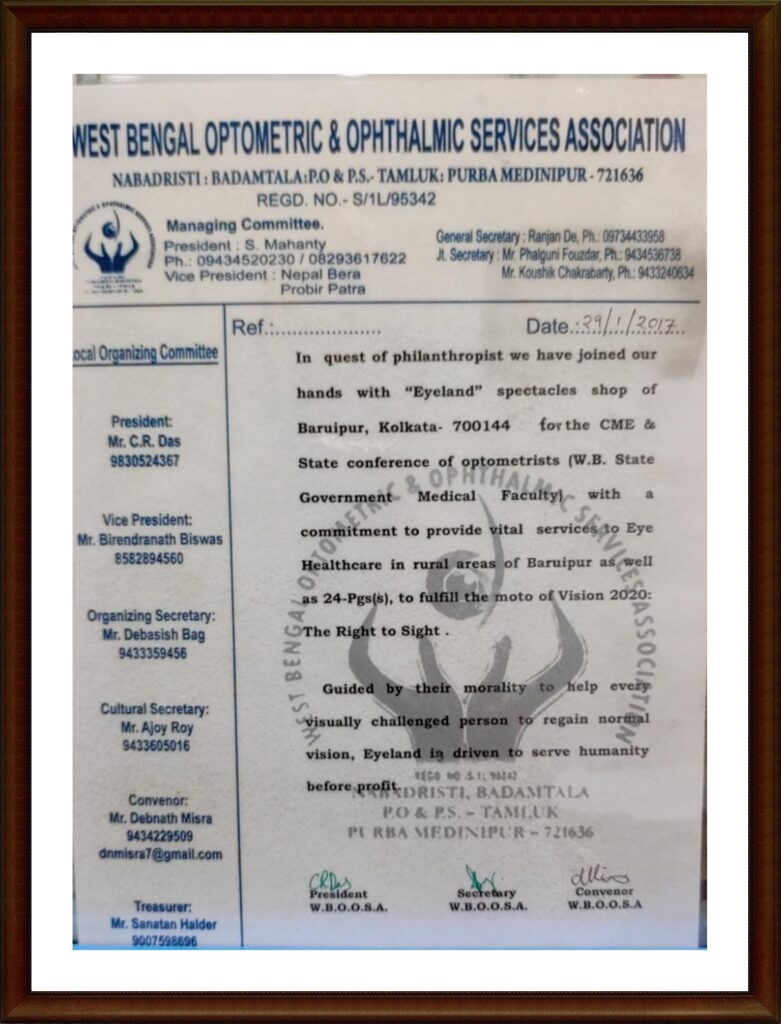 WEST BENGAL OPTOMETRIC & OPHTHALMIC SERVICES ASSOCIATION
NABADRISTI : BADAMTALA:P.O & P.S.- TAMLUK: PURBA MEDINIPUR - 721636
REGD. NO.- S/1L/95342
Managing Committee.
President : S. Mahanty
Ph.: 09434520230 / 08293617622
Vice President : Nepal Bera
Probir Patra
General Secretary : Ranjan De, Ph.: 09734433958
Jt. Secretary : Mr. Phalguni Fouzdar, Ph.: 9434536738
Mr. Koushik Chakrabarty, Ph.: 9433240634
ocal Organizing Committee
President:
Mr. C.R. Das
9830524367
Vice President:
Mr. Birendranath Biswas
8582894560
Organizing Secretary:
Mr. Debasish Bag
9433359456
Cultural Secretary:
Mr. Ajoy Roy
9433605016
Convenor:
Mr. Debnath Misra
9434229509
dnmisra7@gmail.com
Treasurer:
Mr. Sanatan Halder
9007598696
Ref.:.................... Date.:29/1/2017..
In quest of philanthropist we have joined our
hands with “Eyeland” spectacles shop of
Baruipur, Kolkata- 700144 for the CME &
State conference of optometrists (W.B. State
Government Medical Faculty) with a
commitment to provide vital services to Eye
Healthcare in rural areas of Baruipur as well
as 24-Pgs(s), to fulfill the moto of Vision 2020:
The Right to Sight .
Guided by their morality to help every
visually challenged person to regain normal
vision, Eyeland in driven to serve humanity
before profit.
WEST BENGAL OPTOMETRIC & OPHTHALMIC SERVICES ASSOCIATION
REGD NO-S.1L 95342
NABADRISTI, BADAMTALA
P.O & P.S. – TAMLUK
PURBA MEDINIPUR – 721636
CRDas
President
W.B.O.O.S.A.
Secretary
W.B.O.O.S.A.
Convenor
W.B.O.O.S.A